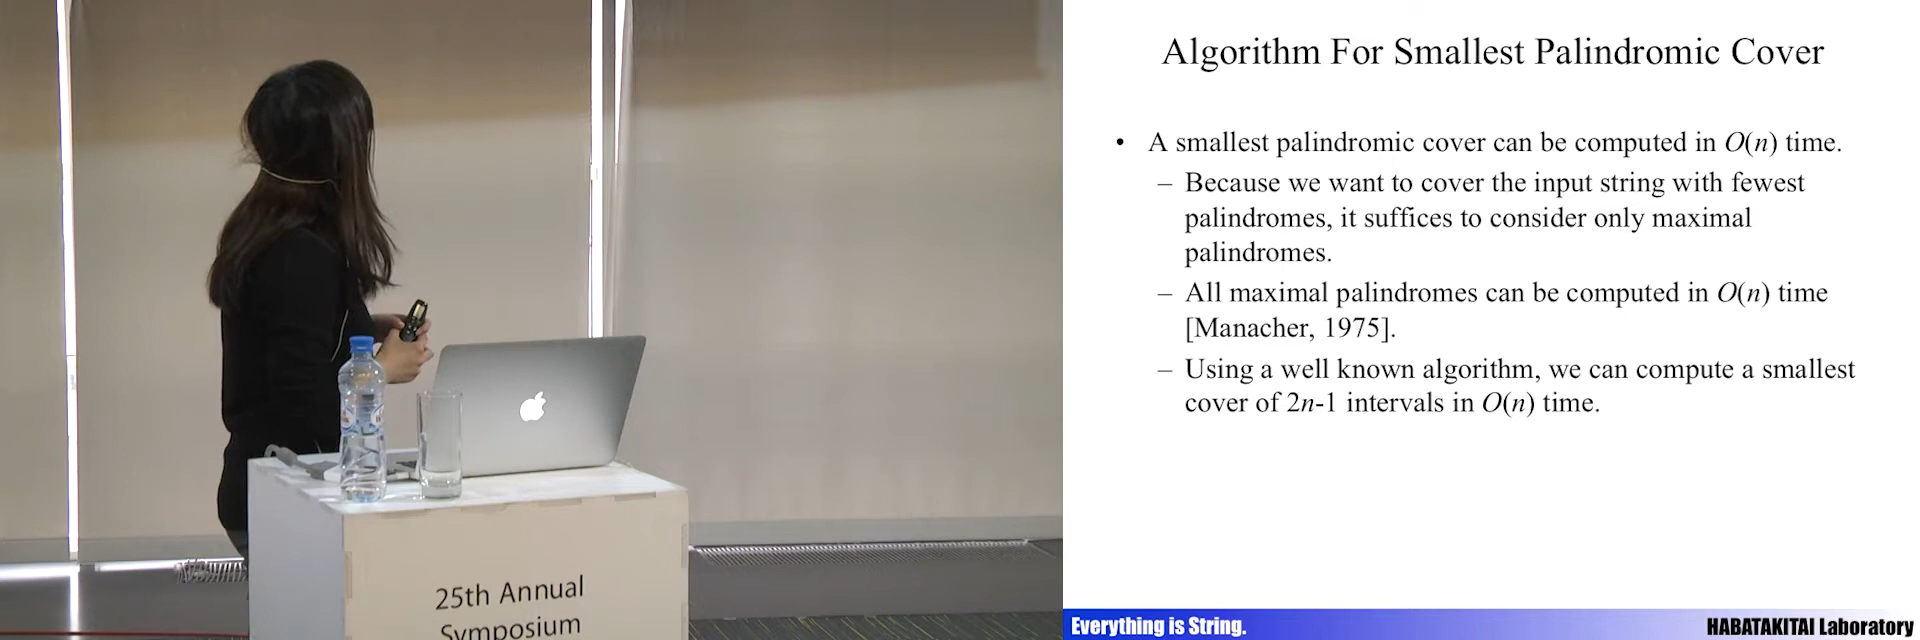 25th Annual
Symposium
Algorithm For Smallest Palindromic Cover
• A smallest palindromic cover can be computed in O(n) time.
– Because we want to cover the input string with fewest
palindromes, it suffices to consider only maximal
palindromes.
– All maximal palindromes can be computed in O(n) time
[Manacher, 1975].
– Using a well known algorithm, we can compute a smallest
cover of 2n-1 intervals in O(n) time.
Everything is String.
HABATAKITAI Laboratory